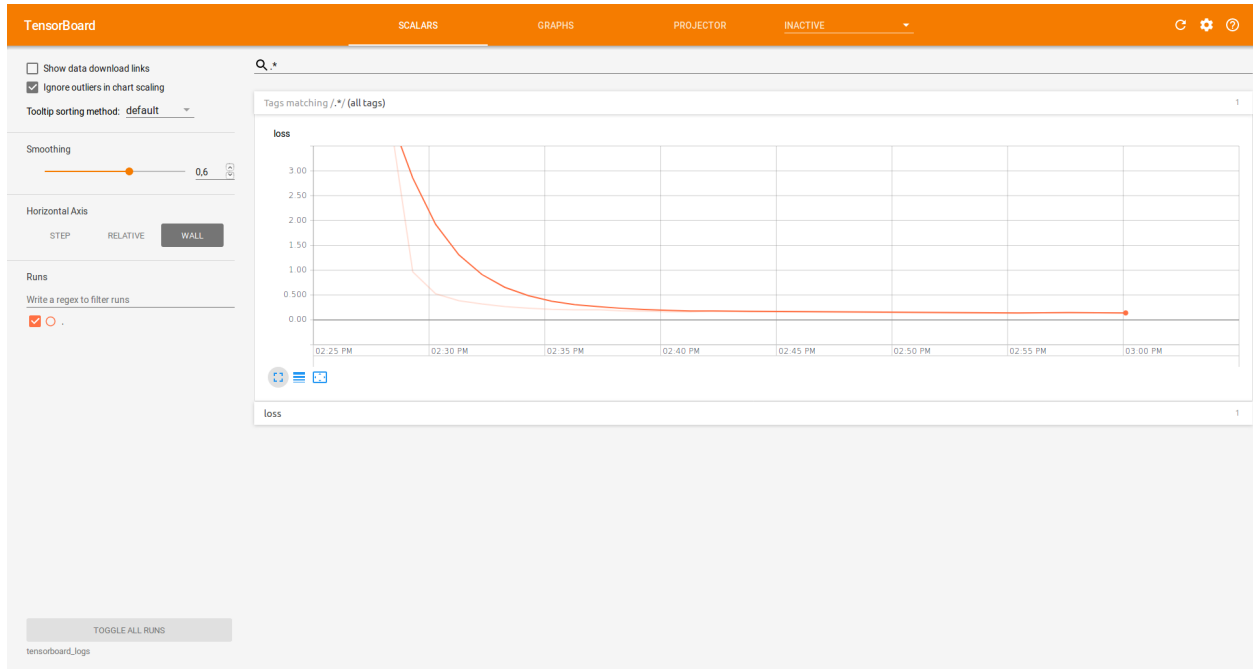 TensorBoard
SCALARS
GRAPHS
PROJECTOR
INACTIVE
Show data download links
Ignore outliers in chart scaling
Tooltip sorting method: default
Smoothing
0,6
Horizontal Axis
STEP RELATIVE WALL
Runs
Write a regex to filter runs
.
TOGGLE ALL RUNS
tensorboard_logs
.*
Tags matching /.*/ (all tags) 1
loss
3.00
2.50
2.00
1.50
1.00
0.500
0.00
02:25 PM 02:30 PM 02:35 PM 02:40 PM 02:45 PM 02:50 PM 02:55 PM 03:00 PM
loss 1